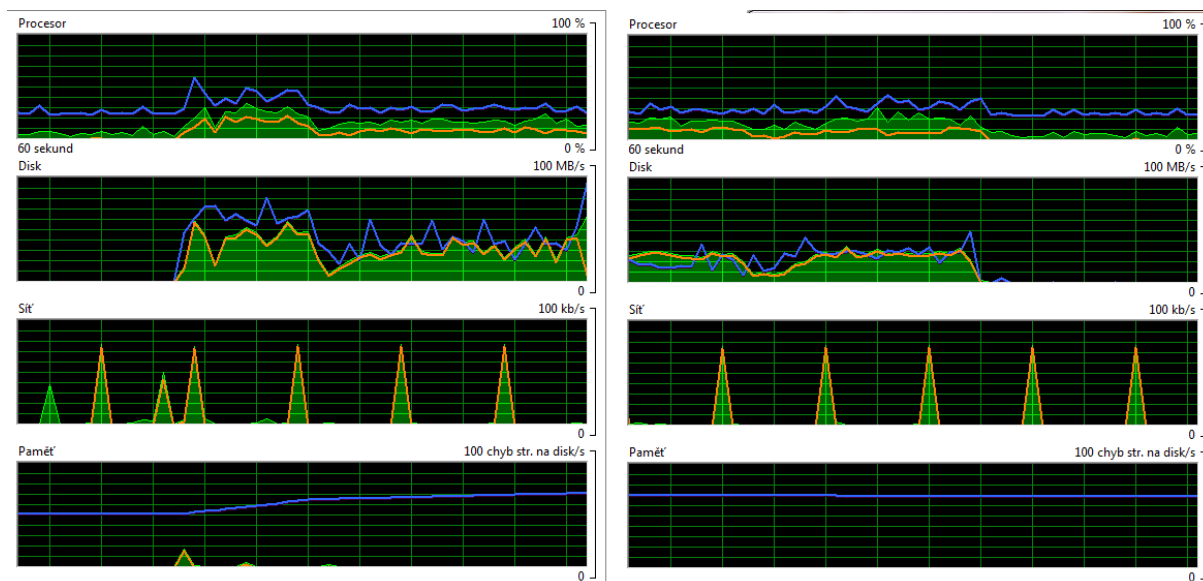 Procesor 100 %
60 sekund 0 %
Disk 100 MB/s
0
Síť 100 kb/s
0
Paměť 100 chyb str. na disk/s
0
Procesor 100 %
60 sekund 0 %
Disk 100 MB/s
0
Síť 100 kb/s
0
Paměť 100 chyb str. na disk/s
0